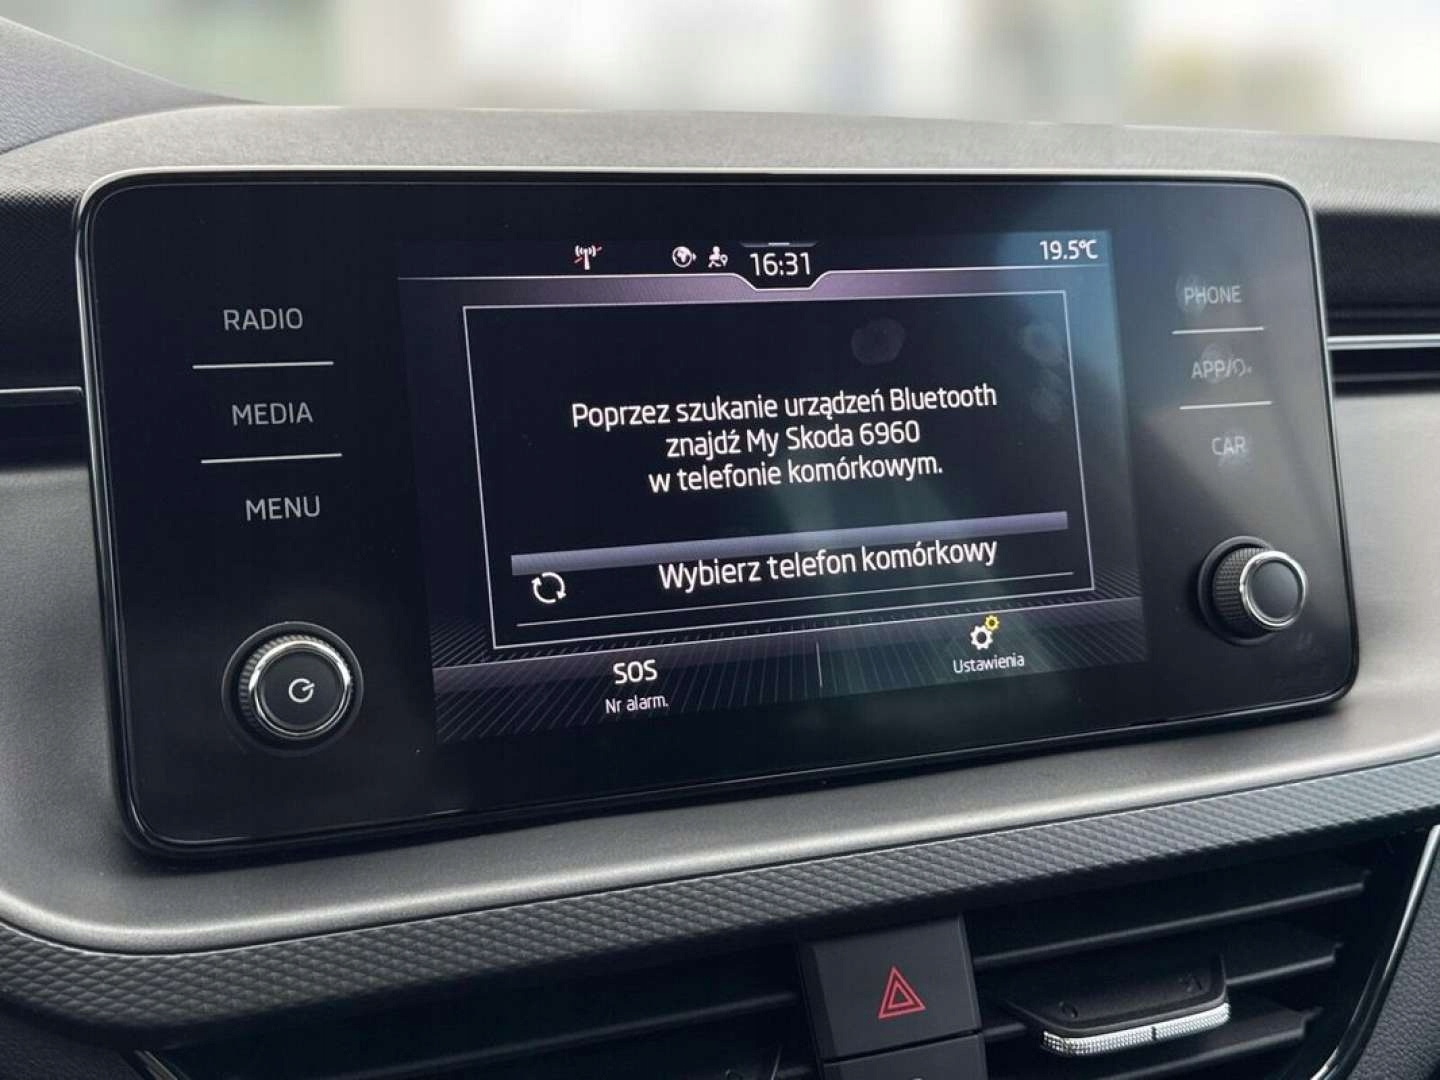 16:31
19.5°C
RADIO
MEDIA
MENU
PHONE
APP/
CAR
Poprzez szukanie urządzeń Bluetooth
znajdź My Skoda 6960
w telefonie komórkowym.
Wybierz telefon komórkowy
SOS
Nr alarm.
Ustawienia